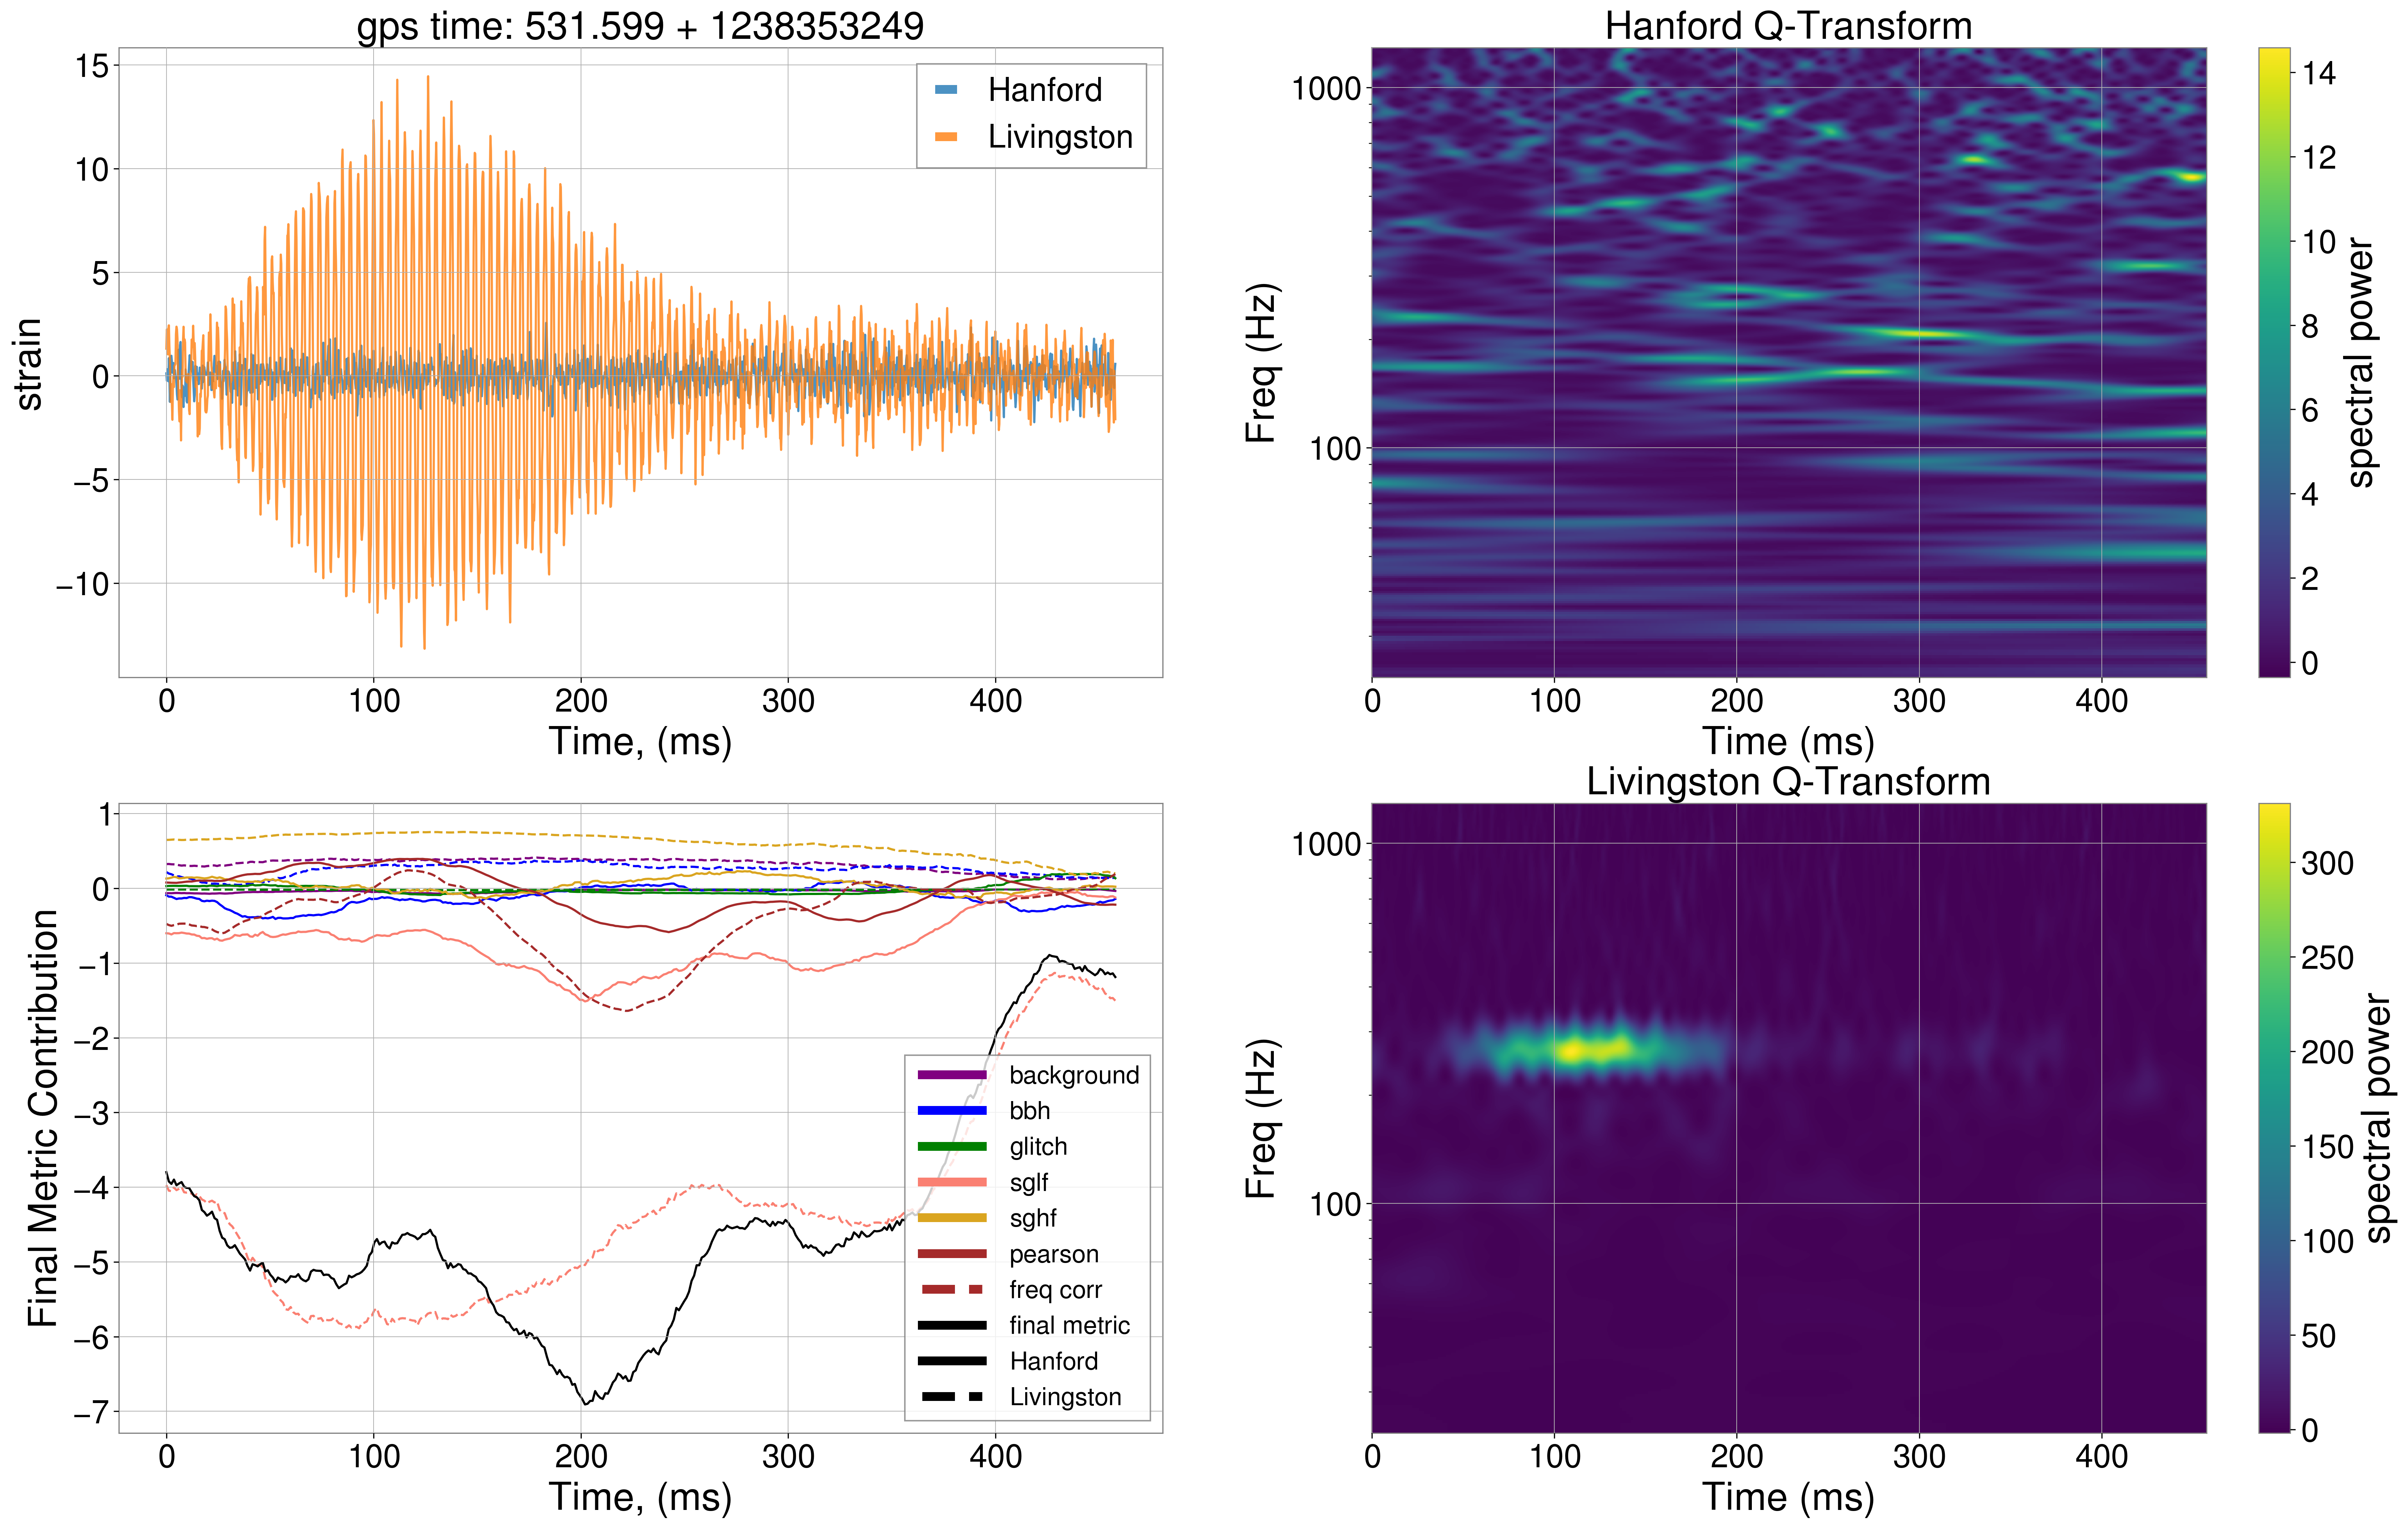 gps time: 531.599 + 1238353249
15
10
5
0
−5
−10
strain
0 100 200 300 400
Time, (ms)
Hanford
Livingston
Hanford Q-Transform
1000
100
Freq (Hz)
0 100 200 300 400
Time (ms)
14
12
10
8
6
4
2
0
spectral power
1
0
−1
−2
−3
−4
−5
−6
−7
Final Metric Contribution
0 100 200 300 400
Time, (ms)
background
bbh
glitch
sglf
sghf
pearson
freq corr
final metric
Hanford
Livingston
Livingston Q-Transform
1000
100
Freq (Hz)
0 100 200 300 400
Time (ms)
300
250
200
150
100
50
0
spectral power